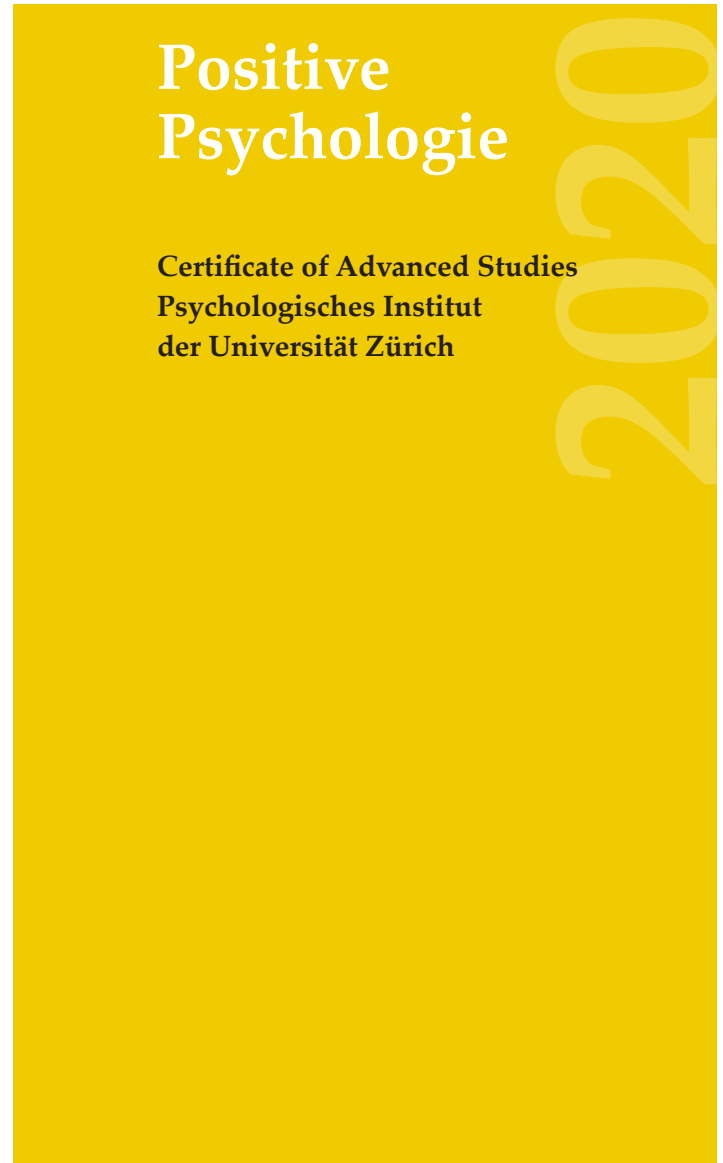 Positive
Psychologie
2020
Certificate of Advanced Studies
Psychologisches Institut
der Universität Zürich